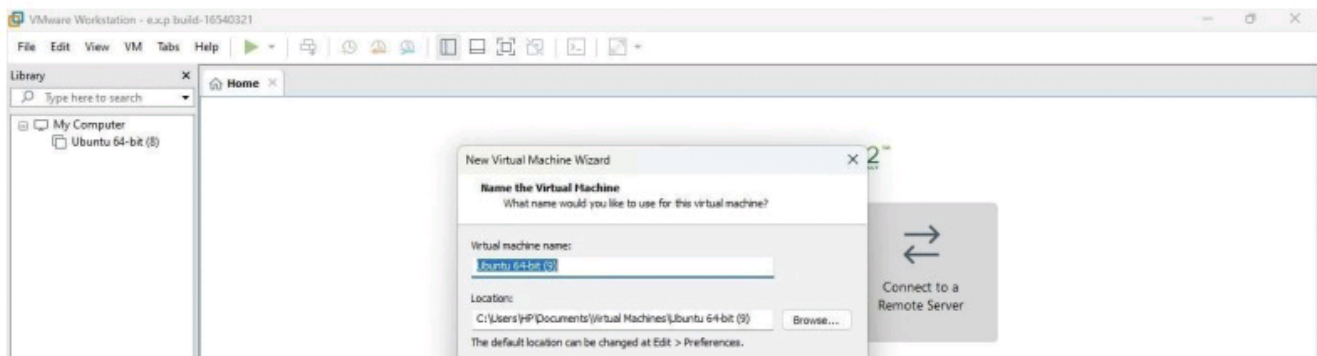 VMware Workstation - e.x.p build-16540321
File Edit View VM Tabs Help
Library
Home
Type here to search
My Computer
Ubuntu 64-bit (8)
New Virtual Machine Wizard
2™
Name the Virtual Machine
What name would you like to use for this virtual machine?
Virtual machine name:
Ubuntu 64-bit (9)
Connect to a
Remote Server
Location:
C:\Users\HP\Documents\Virtual Machines\Ubuntu 64-bit (9)
Browse...
The default location can be changed at Edit > Preferences.